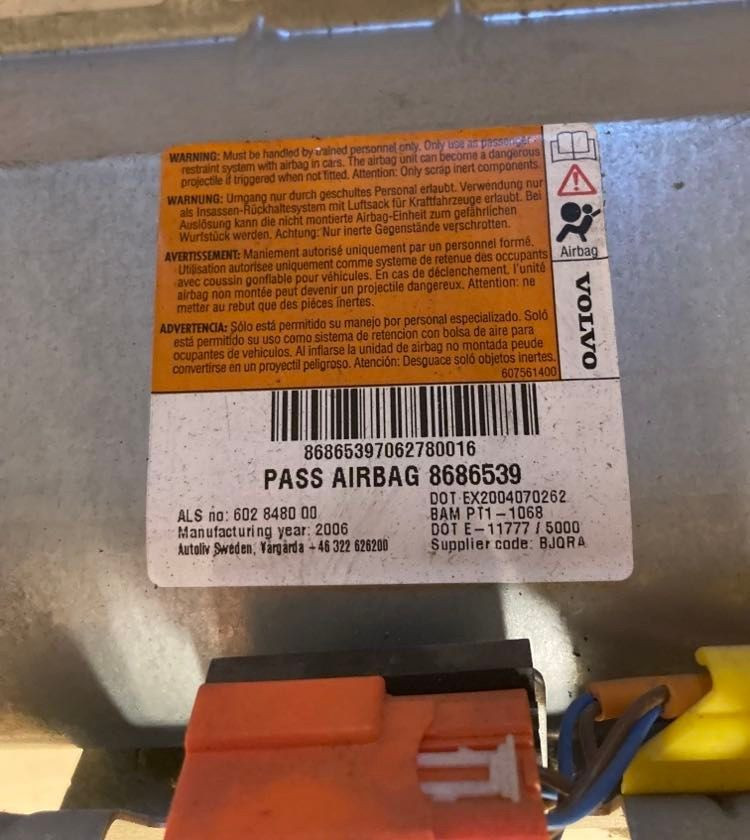 WARNING: Must be handled by trained personnel only. Only use as passenger
restraint system with airbag in cars. The airbag unit can become a dangerous
projectile if triggered when not fitted. Attention: Only scrap inert components.
WARNUNG: Umgang nur durch geschultes Personal erlaubt. Verwendung nur
als Insassen-Rückhaltesystem mit Luftsack für Kraftfahrzeuge erlaubt. Bei
Auslösung kann die nicht montierte Airbag-Einheit zum gefährlichen
Wurfstück werden. Achtung: Nur inerte Gegenstände verschrotten.
AVERTISSEMENT: Maniement autorisé uniquement par un personnel formé.
Utilisation autorisee uniquement comme systeme de retenue des occupants
avec coussin gonflable pour véhicules. En cas de déclenchement, l'unité
airbag non montée peut devenir un projectile dangereux. Attention: ne
metter au rebut que des pièces inertes.
ADVERTENCIA: Sólo está permitido su manejo por personal especializado. Soló
está permitido su uso como sistema de retención con bolsa de aire para
ocupantes de vehiculos. Al inflarse la unidad de airbag no montada peude
convertirse en un proyectil peligroso. Atención: Desguace soló objetos inertes.
607561400
Airbag
VOLVO
86865397062780016
PASS AIRBAG 8686539
ALS no: 602 8480 00
Manufacturing year: 2006
Autoliv Sweden, Vårgårda +46 322 626200
DOT EX2004070262
BAM PT1-1068
DOT E-11777 / 5000
Supplier code: BJQRA